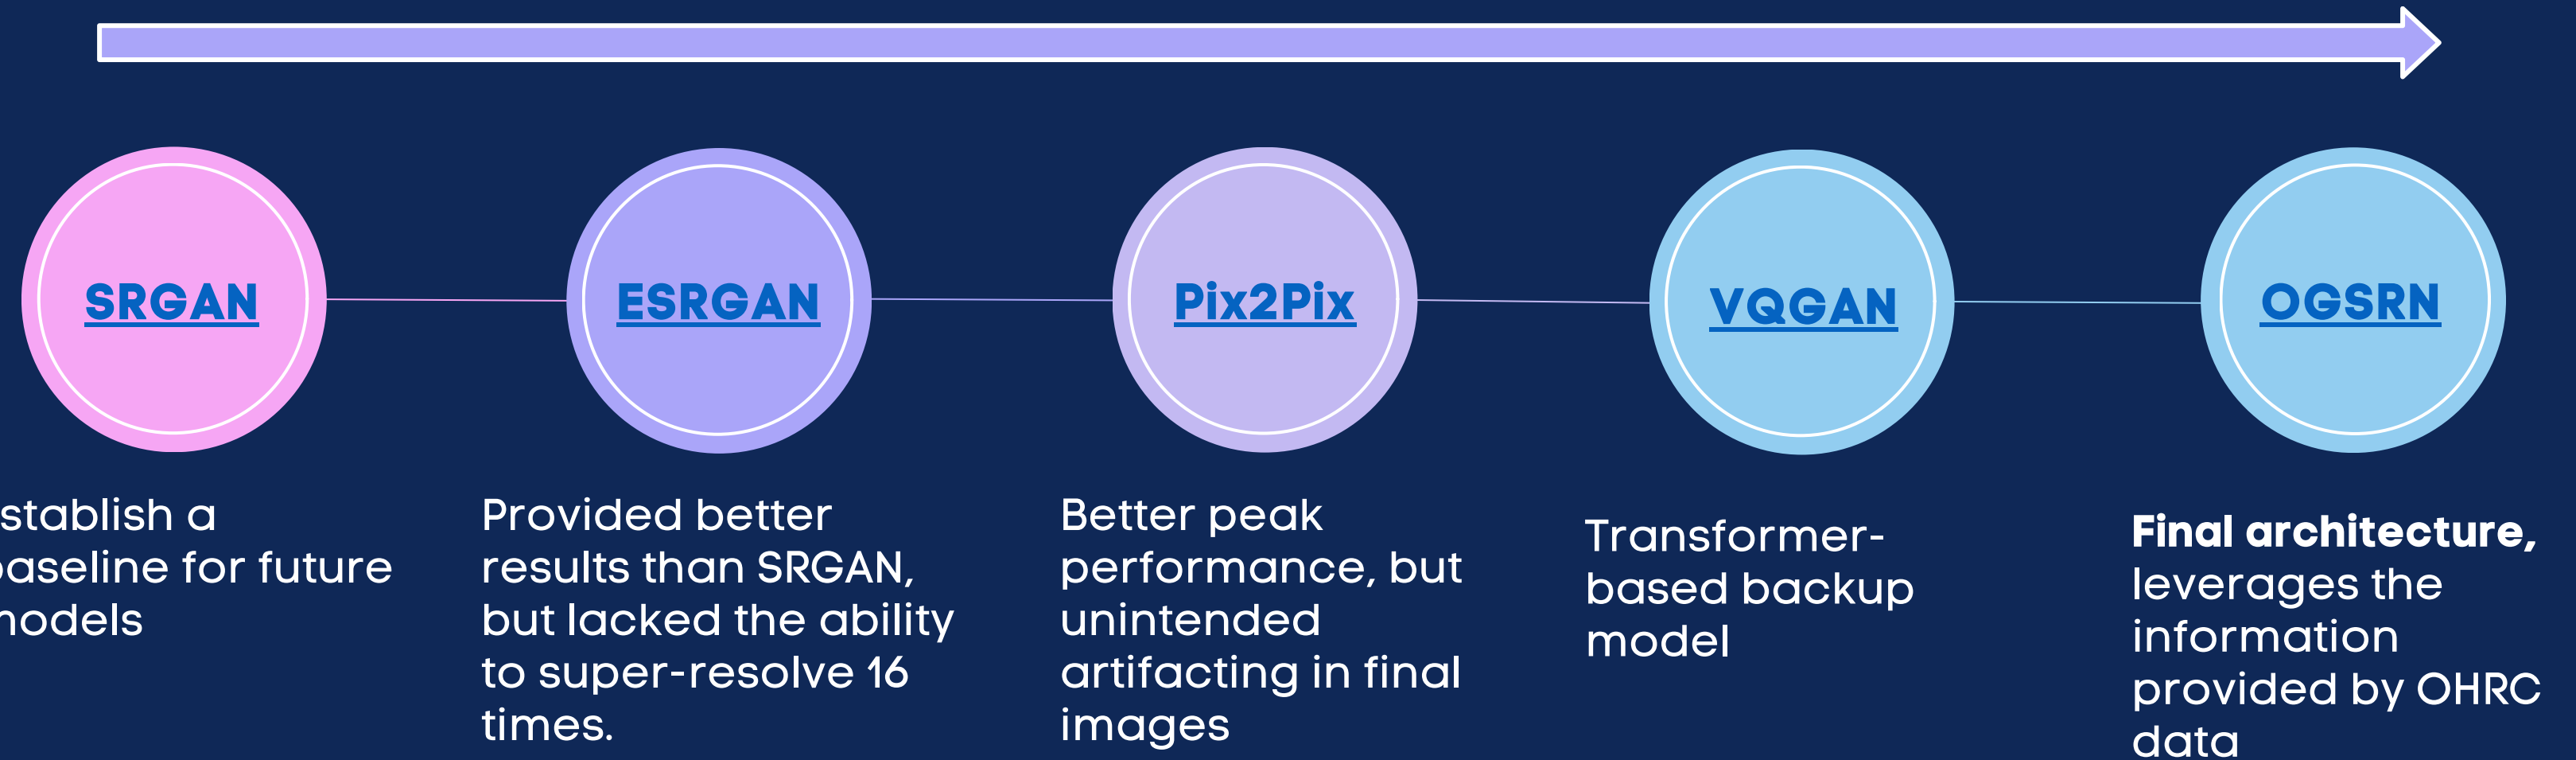 SRGAN
ESRGAN
Pix2Pix
VQGAN
OGSRN
stablish a
baseline for future
models
Provided better
results than SRGAN,
but lacked the ability
to super-resolve 16
times.
Better peak
performance, but
unintended
artifacting in final
images
Transformer-
based backup
model
Final architecture,
leverages the
information
provided by OHRC
data